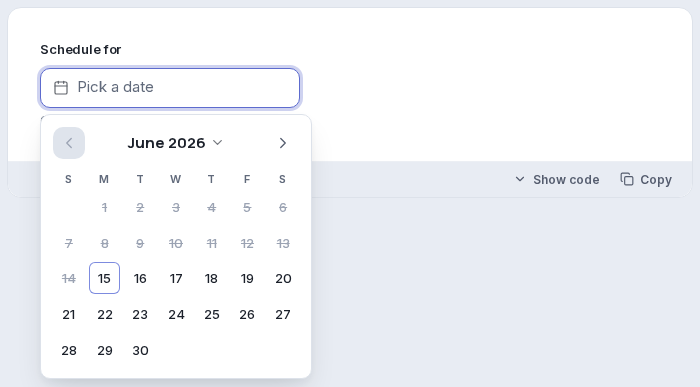 Schedule for
Pick a date
June 2026
S M T W T F S
1 2 3 4 5 6
7 8 9 10 11 12 13
14 15 16 17 18 19 20
21 22 23 24 25 26 27
28 29 30
Show code Copy